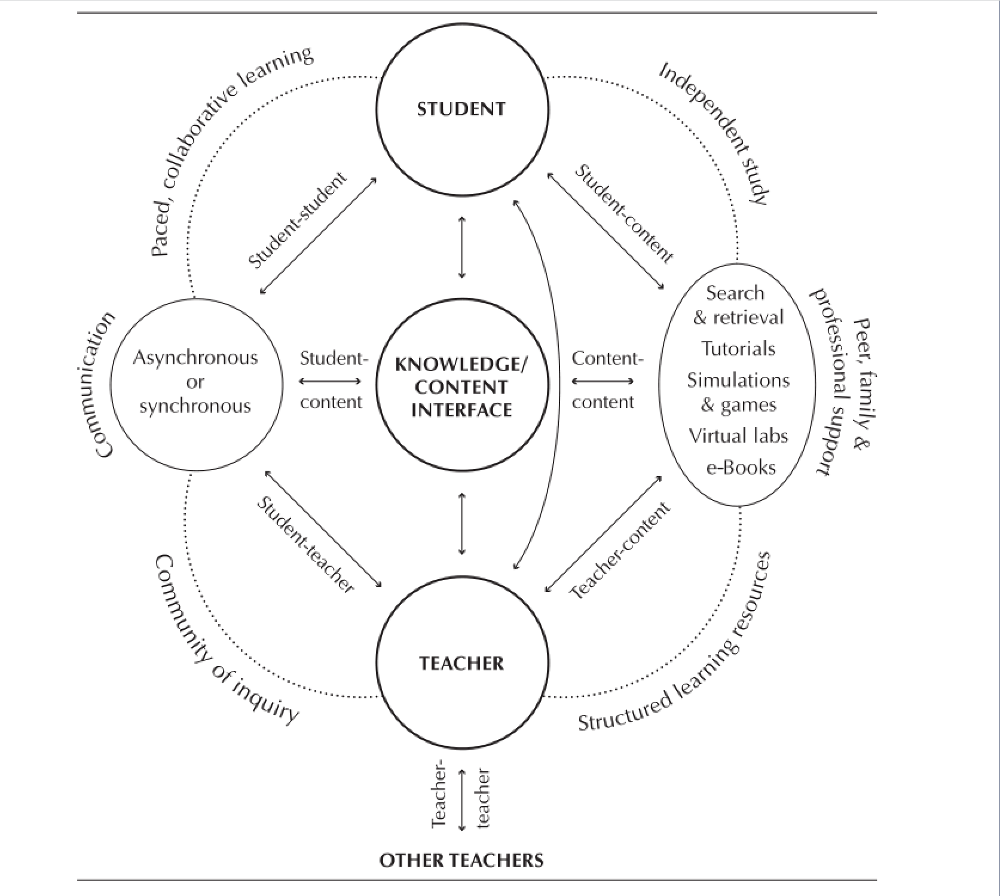 STUDENT
Paced, collaborative learning
Independent study
Student-student
Student-content
Communication
Asynchronous
or
synchronous
Student-
content
KNOWLEDGE/
CONTENT
INTERFACE
Content-
content
Search
& retrieval
Tutorials
Simulations
& games
Virtual labs
e-Books
Peer, family &
professional support
Student-teacher
Teacher-content
Community of inquiry
Structured learning resources
TEACHER
Teacher-
teacher
OTHER TEACHERS